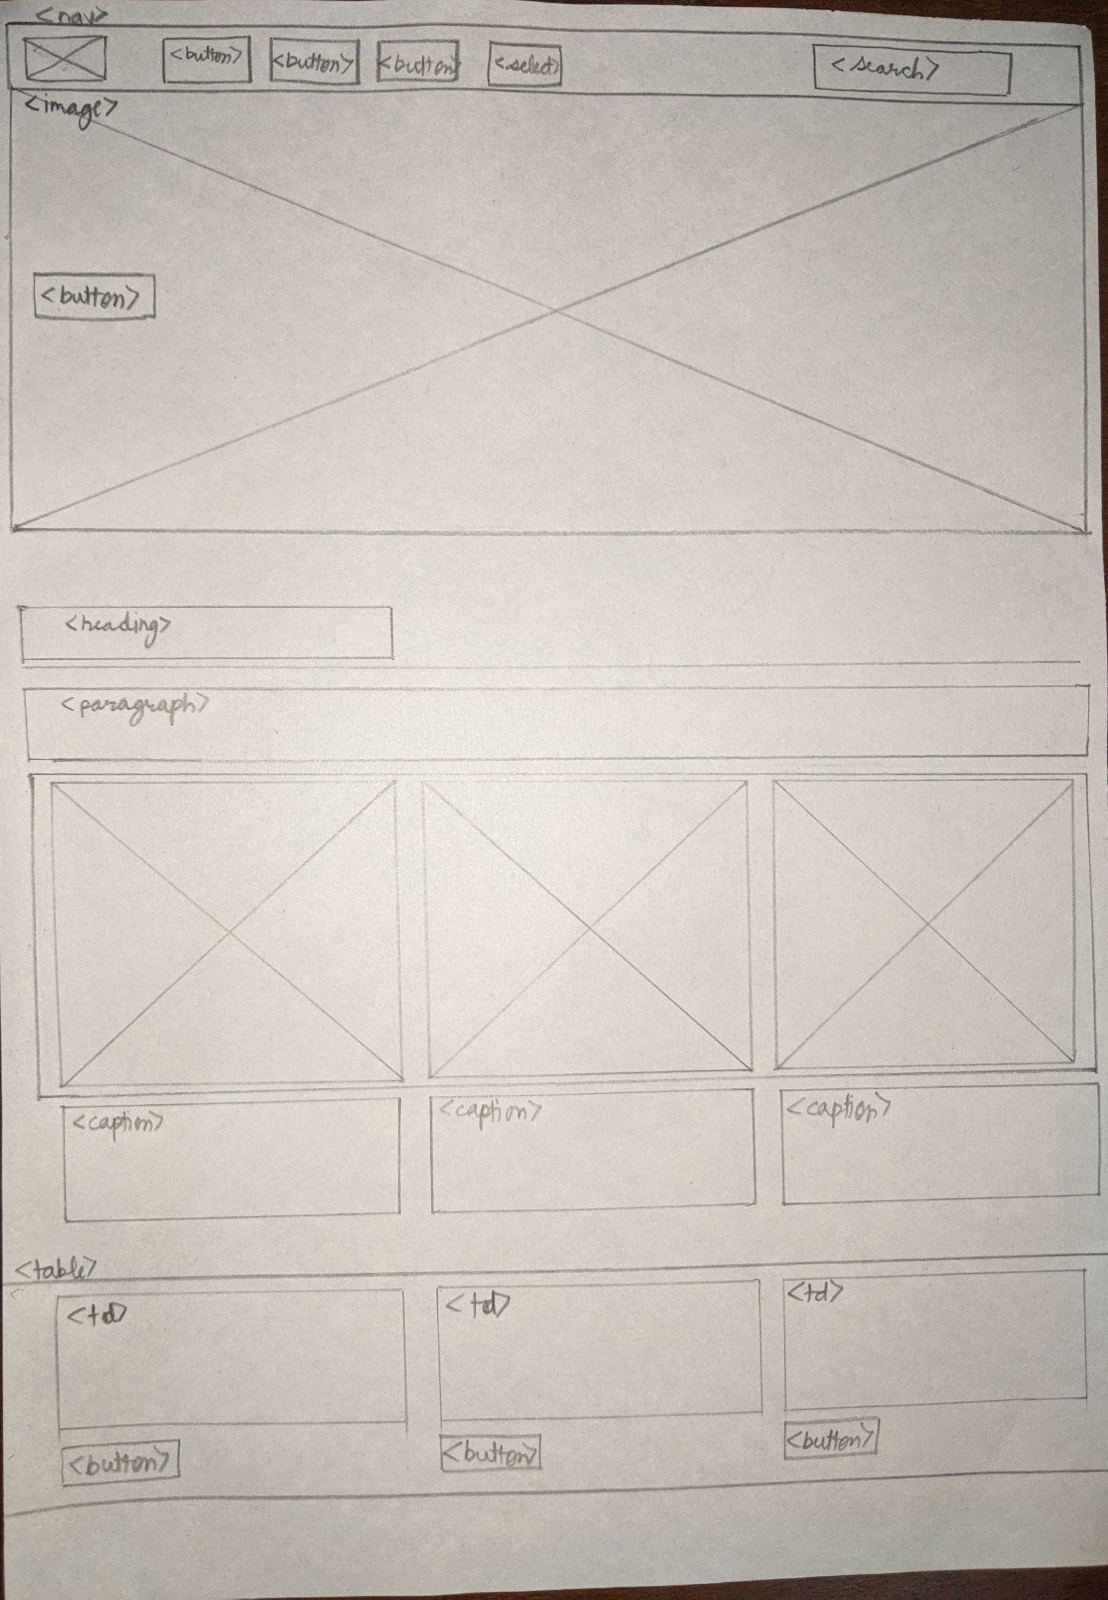 <nav>
<button> <button> <button> <select> <search>
<image>
<button>
<heading>
<paragraph>
<caption> <caption> <caption>
<table>
<td> <td> <td>
<button> <button> <button>